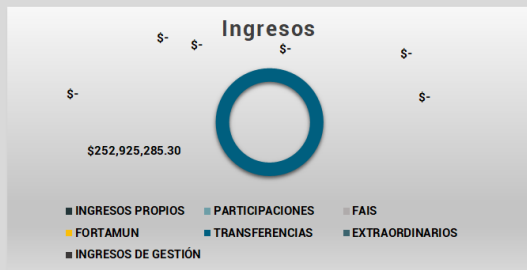 Ingresos
$-
$-
$-
$-
$-
$-
$252,925,285.30
INGRESOS PROPIOS
PARTICIPACIONES
FAIS
FORTAMUN
TRANSFERENCIAS
EXTRAORDINARIOS
INGRESOS DE GESTIÓN